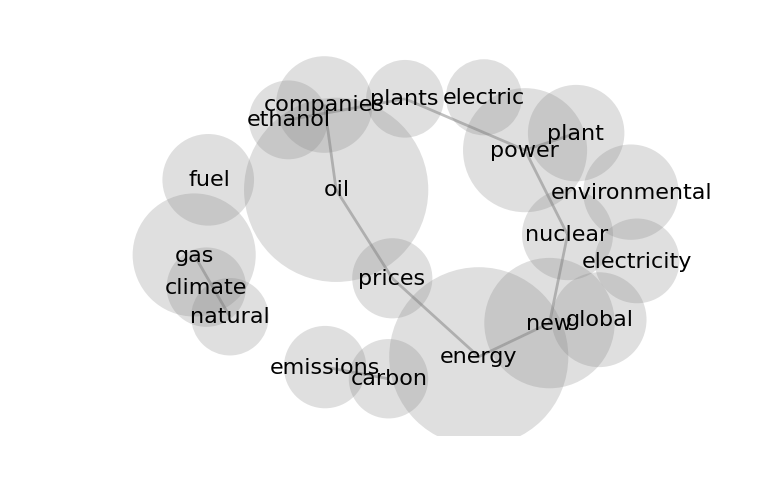 plants
electric
companies
ethanol
plant
power
fuel
oil
environmental
nuclear
gas
electricity
prices
climate
natural
global
new
energy
emissions
carbon